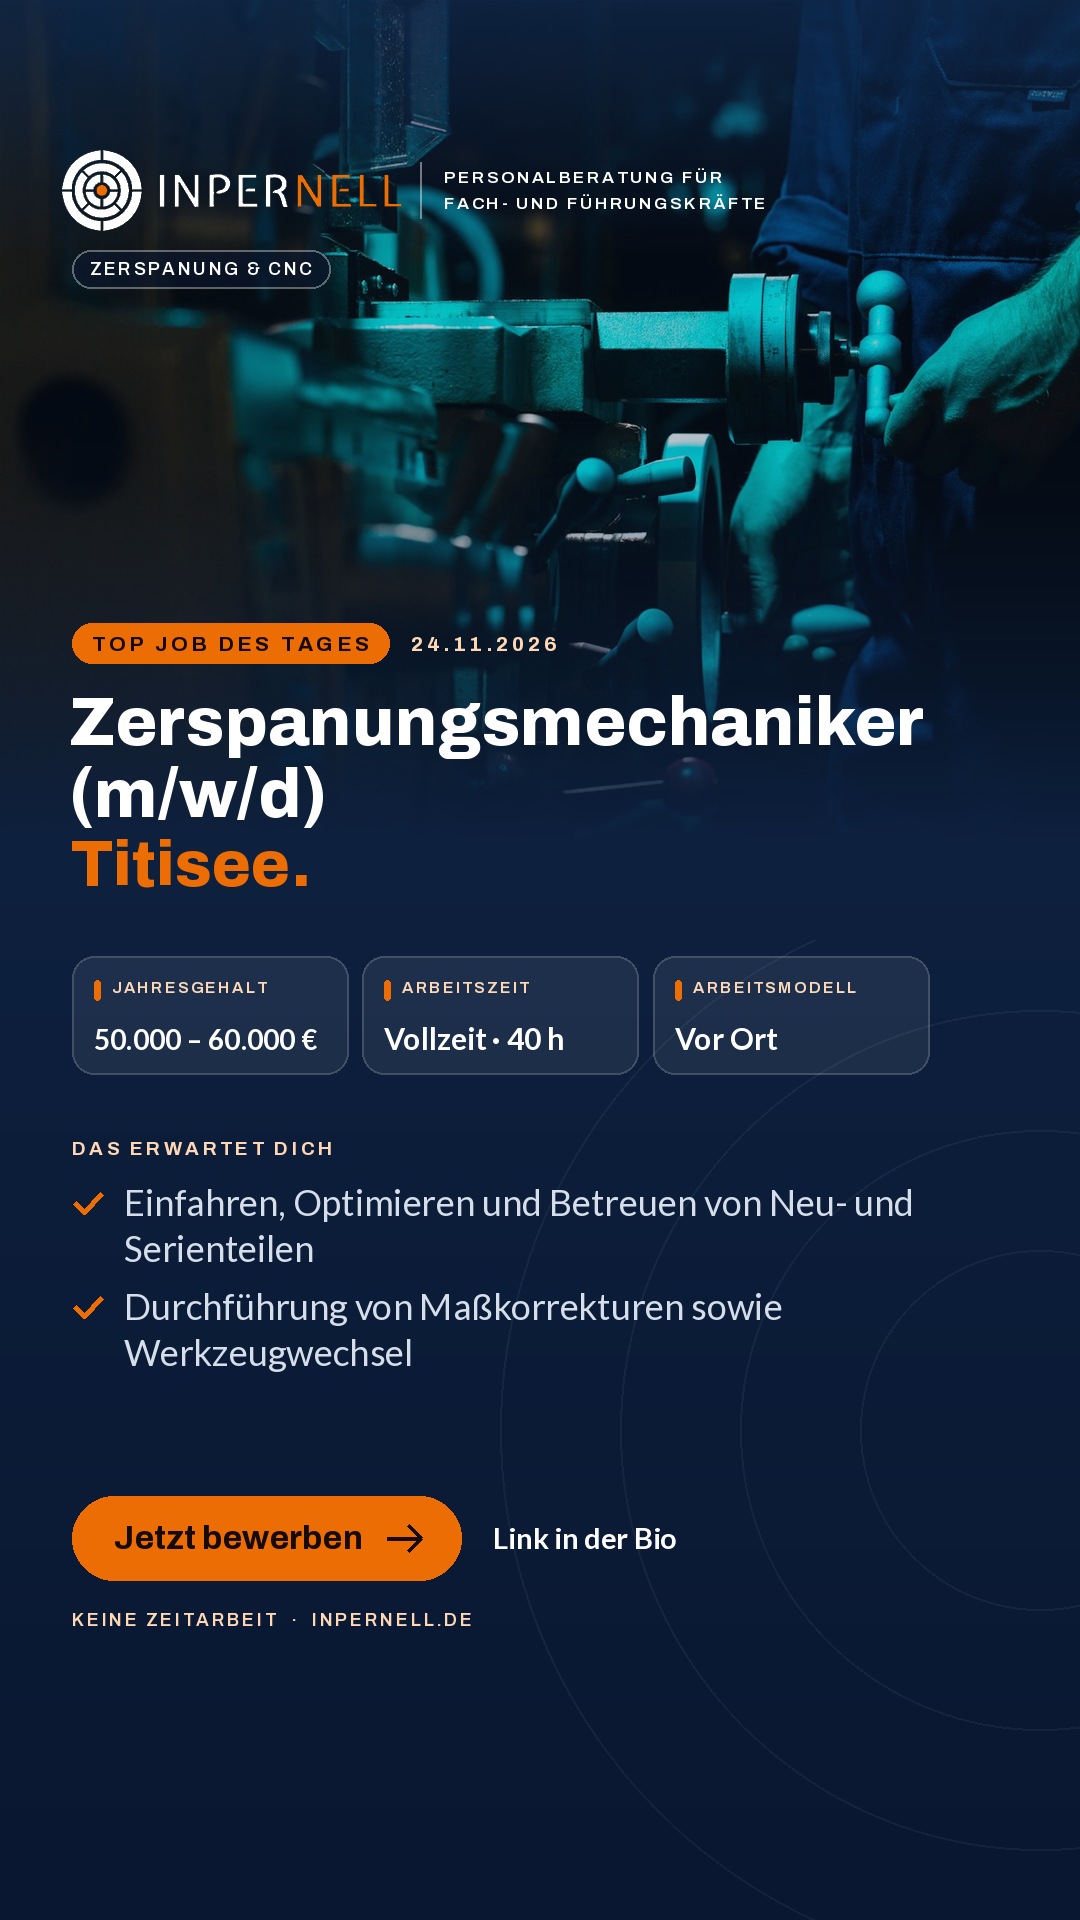 INPERNELL
PERSONALBERATUNG FÜR
FACH- UND FÜHRUNGSKRÄFTE
ZERSPANUNG & CNC
TOP JOB DES TAGES 24.11.2026
Zerspanungsmechaniker
(m/w/d)
Titisee.
JAHRESGEHALT
50.000 – 60.000 €
ARBEITSZEIT
Vollzeit · 40 h
ARBEITSMODELL
Vor Ort
DAS ERWARTET DICH
Einfahren, Optimieren und Betreuen von Neu- und
Serienteilen
Durchführung von Maßkorrekturen sowie
Werkzeugwechsel
Jetzt bewerben → Link in der Bio
KEINE ZEITARBEIT · INPERNELL.DE